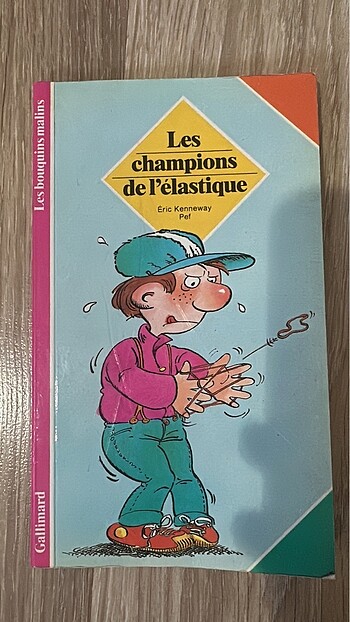 Les
champions
de l'élastique
Éric Kenneway
Pef
Les bouquins malins
Gallimard